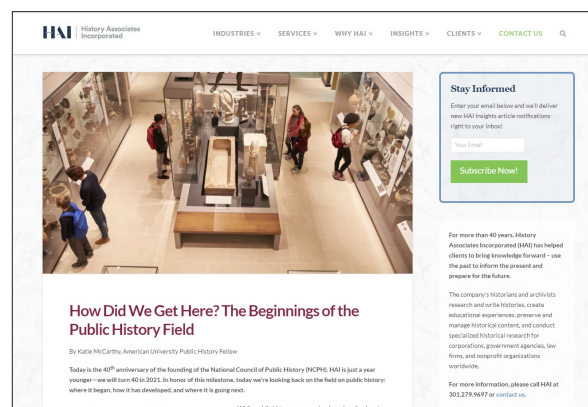 HAI History Associates
Incorporated
INDUSTRIES SERVICES WHY HAI INSIGHTS CLIENTS CONTACT US
Stay Informed
Enter your email below and we'll deliver
new HAI Insights article notifications
right to your inbox!
Your Email
Subscribe Now!
For more than 40 years, History
Associates Incorporated (HAI) has helped
clients to bring knowledge forward – use
the past to inform the present and
prepare for the future.
The company's historians and archivists
research and write histories, create
educational experiences, preserve and
manage historical content, and conduct
specialized historical research for
corporations, government agencies, law
firms, and nonprofit organizations
worldwide.
For more information, please call HAI at
301.279.9697 or contact us.
How Did We Get Here? The Beginnings of the
Public History Field
By Katie McCarthy, American University Public History Fellow
Today is the 40th anniversary of the founding of the National Council of Public History (NCPH). HAI is just a year
younger—we will turn 40 in 2021. In honor of this milestone, today we're looking back on the field on public history:
where it began, how it has developed, and where it is going next.